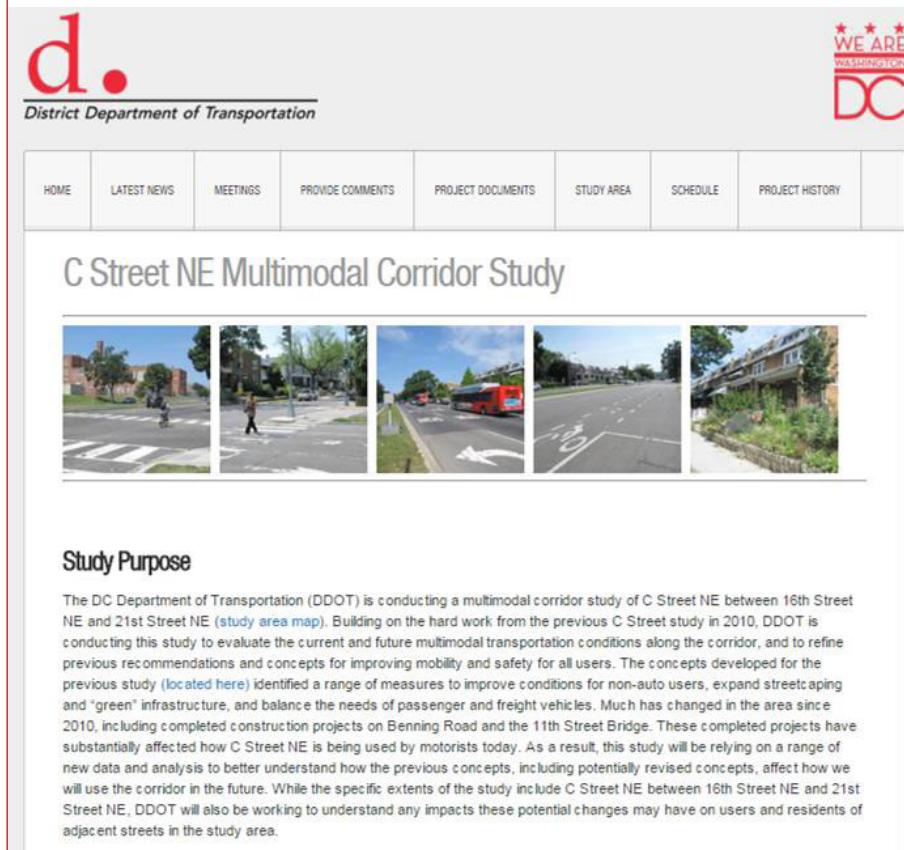 d.
District Department of Transportation
WE ARE
WASHINGTON
DC
HOME LATEST NEWS MEETINGS PROVIDE COMMENTS PROJECT DOCUMENTS STUDY AREA SCHEDULE PROJECT HISTORY
C Street NE Multimodal Corridor Study
Study Purpose
The DC Department of Transportation (DDOT) is conducting a multimodal corridor study of C Street NE between 16th Street
NE and 21st Street NE (study area map). Building on the hard work from the previous C Street study in 2010, DDOT is
conducting this study to evaluate the current and future multimodal transportation conditions along the corridor, and to refine
previous recommendations and concepts for improving mobility and safety for all users. The concepts developed for the
previous study (located here) identified a range of measures to improve conditions for non-auto users, expand streetcaping
and "green" infrastructure, and balance the needs of passenger and freight vehicles. Much has changed in the area since
2010, including completed construction projects on Benning Road and the 11th Street Bridge. These completed projects have
substantially affected how C Street NE is being used by motorists today. As a result, this study will be relying on a range of
new data and analysis to better understand how the previous concepts, including potentially revised concepts, affect how we
will use the corridor in the future. While the specific extents of the study include C Street NE between 16th Street NE and 21st
Street NE, DDOT will also be working to understand any impacts these potential changes may have on users and residents of
adjacent streets in the study area.